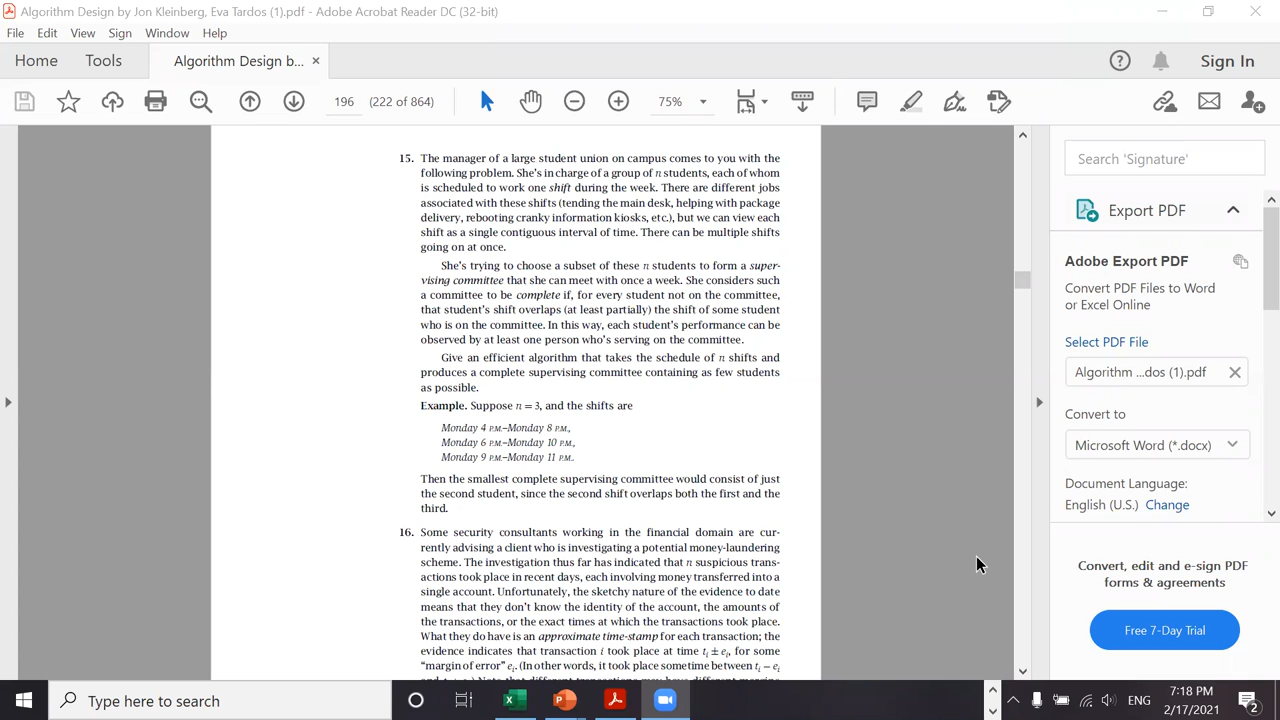 Algorithm Design by Jon Kleinberg, Eva Tardos (1).pdf - Adobe Acrobat Reader DC (32-bit)
File Edit View Sign Window Help
Home Tools Algorithm Design b... × Sign In
196 (222 of 864) 75%
15. The manager of a large student union on campus comes to you with the
following problem. She's in charge of a group of n students, each of whom
is scheduled to work one shift during the week. There are different jobs
associated with these shifts (tending the main desk, helping with package
delivery, rebooting cranky information kiosks, etc.), but we can view each
shift as a single contiguous interval of time. There can be multiple shifts
going on at once.
She's trying to choose a subset of these n students to form a super-
vising committee that she can meet with once a week. She considers such
a committee to be complete if, for every student not on the committee,
that student's shift overlaps (at least partially) the shift of some student
who is on the committee. In this way, each student's performance can be
observed by at least one person who's serving on the committee.
Give an efficient algorithm that takes the schedule of n shifts and
produces a complete supervising committee containing as few students
as possible.
Example. Suppose n = 3, and the shifts are
Monday 4 P.M.–Monday 8 P.M.,
Monday 6 P.M.–Monday 10 P.M.,
Monday 9 P.M.–Monday 11 P.M..
Then the smallest complete supervising committee would consist of just
the second student, since the second shift overlaps both the first and the
third.
16. Some security consultants working in the financial domain are cur-
rently advising a client who is investigating a potential money-laundering
scheme. The investigation thus far has indicated that n suspicious trans-
actions took place in recent days, each involving money transferred into a
single account. Unfortunately, the sketchy nature of the evidence to date
means that they don't know the identity of the account, the amounts of
the transactions, or the exact times at which the transactions took place.
What they do have is an approximate time-stamp for each transaction; the
evidence indicates that transaction i took place at time ti ± ei, for some
"margin of error" ei. (In other words, it took place sometime between ti − ei
Search 'Signature'
Export PDF
Adobe Export PDF
Convert PDF Files to Word
or Excel Online
Select PDF File
Algorithm ...dos (1).pdf
Convert to
Microsoft Word (*.docx)
Document Language:
English (U.S.) Change
Convert, edit and e-sign PDF
forms & agreements
Free 7-Day Trial
Type here to search
ENG
7:18 PM
2/17/2021
2